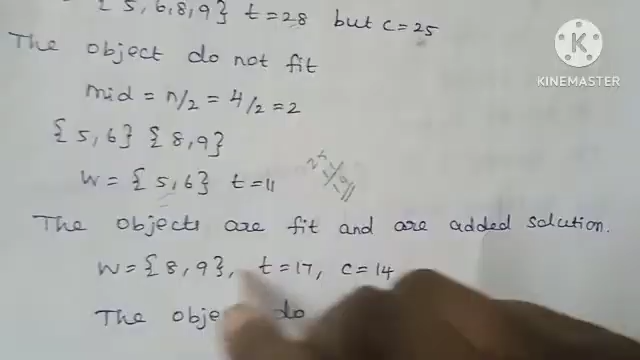 {5,6,8,9} t=28 but c=25
The object do not fit
mid = n/2 = 4/2 = 2
{5,6} {8,9}
W = {5,6} t=11
The objects are fit and are added solution.
W = {8,9}, t=17, c=14
The obje do
K
KINEMASTER